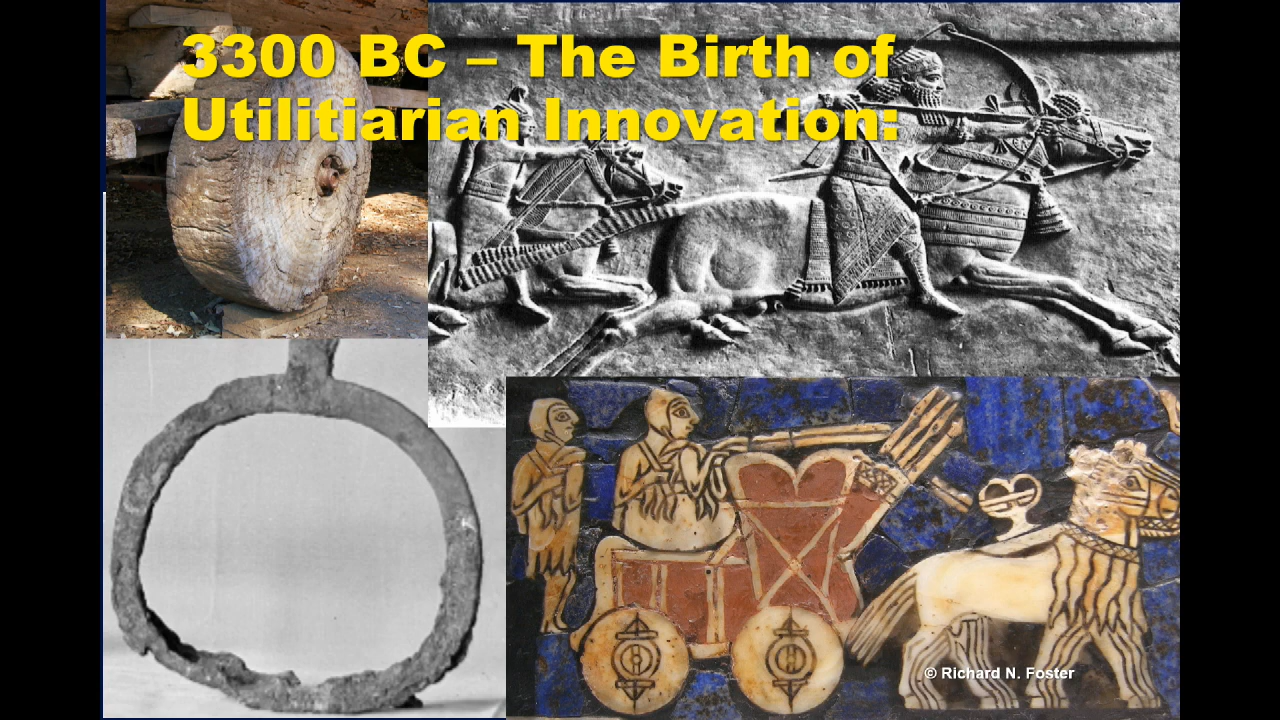 3300 BC – The Birth of
Utilitiarian Innovation:
© Richard N. Foster